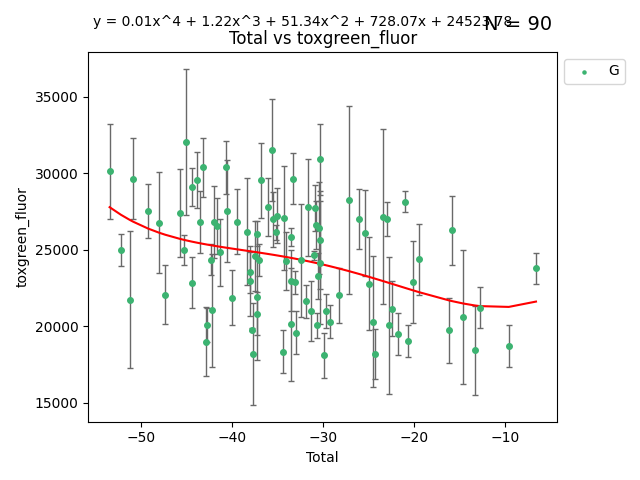 y = 0.01x^4 + 1.22x^3 + 51.34x^2 + 728.07x + 24523.78
N = 90
Total vs toxgreen_fluor
G
toxgreen_fluor
35000
30000
25000
20000
15000
−50
−40
−30
−20
−10
Total